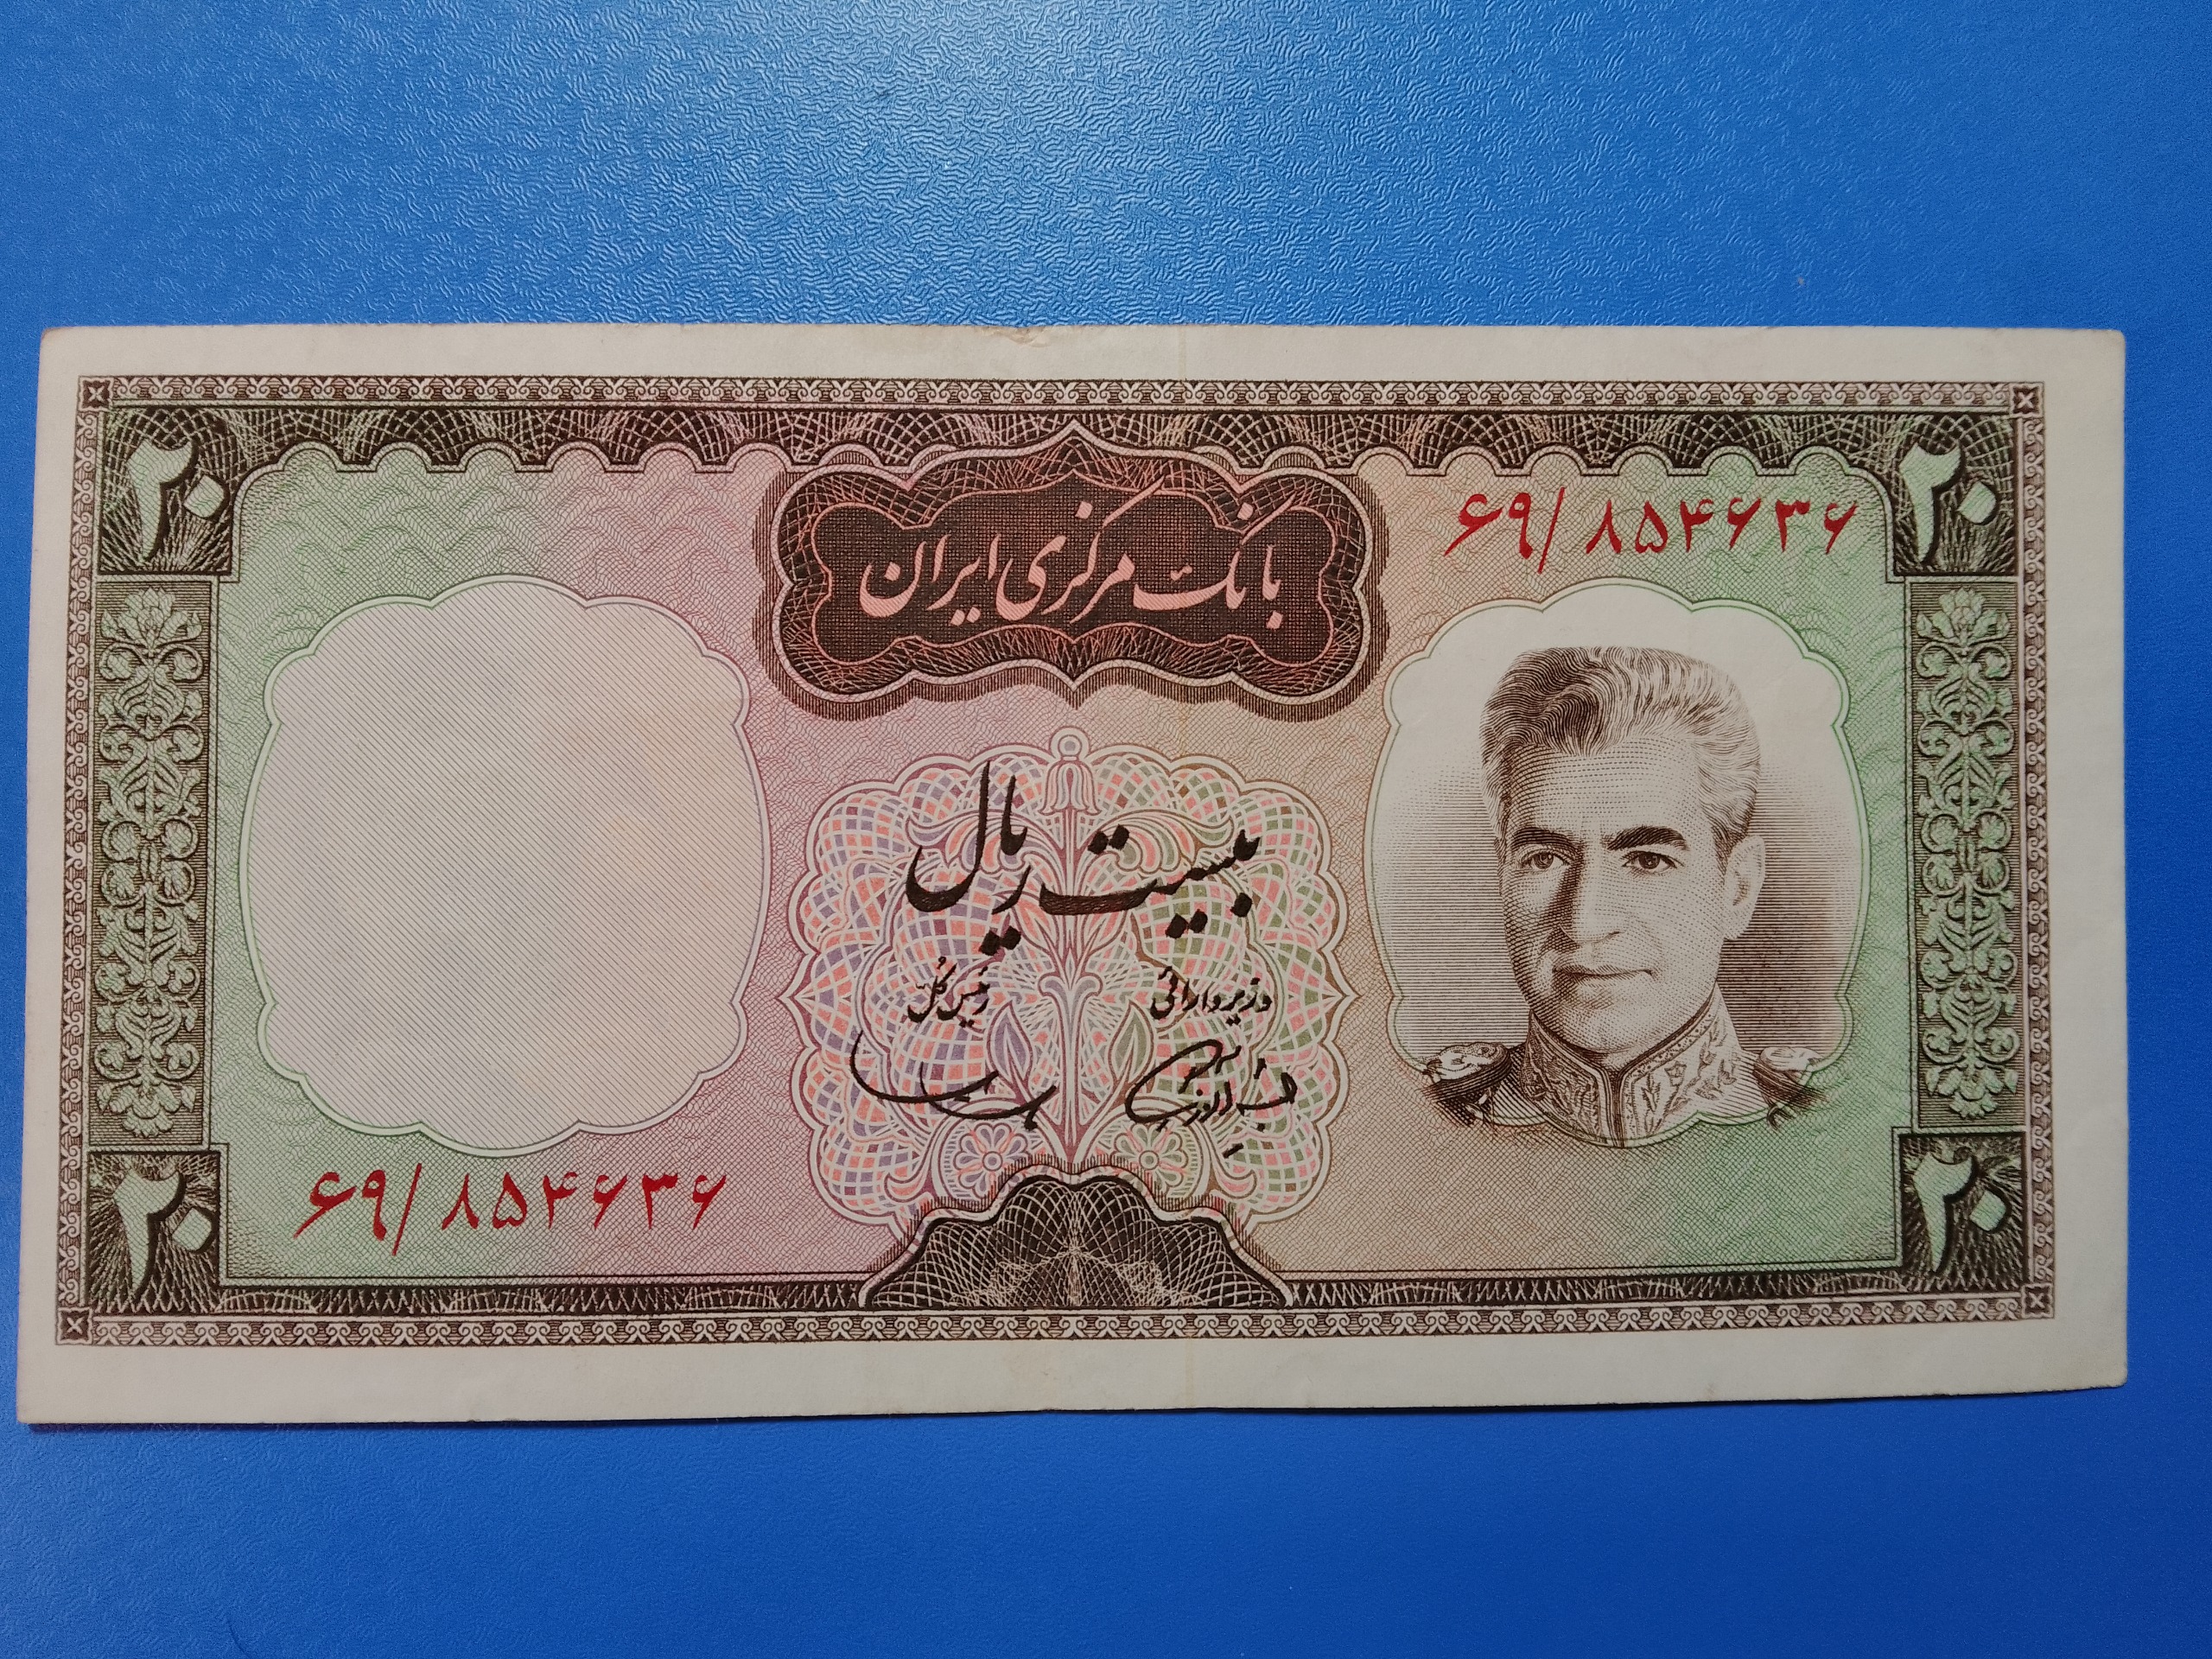 ۲۰
۲۰
بانک مرکزی ایران
۶۹/۸۵۴۶۳۶
بیست ریال
وزیر دارائی
رئیس کل
۶۹/۸۵۴۶۳۶
۲۰
۲۰